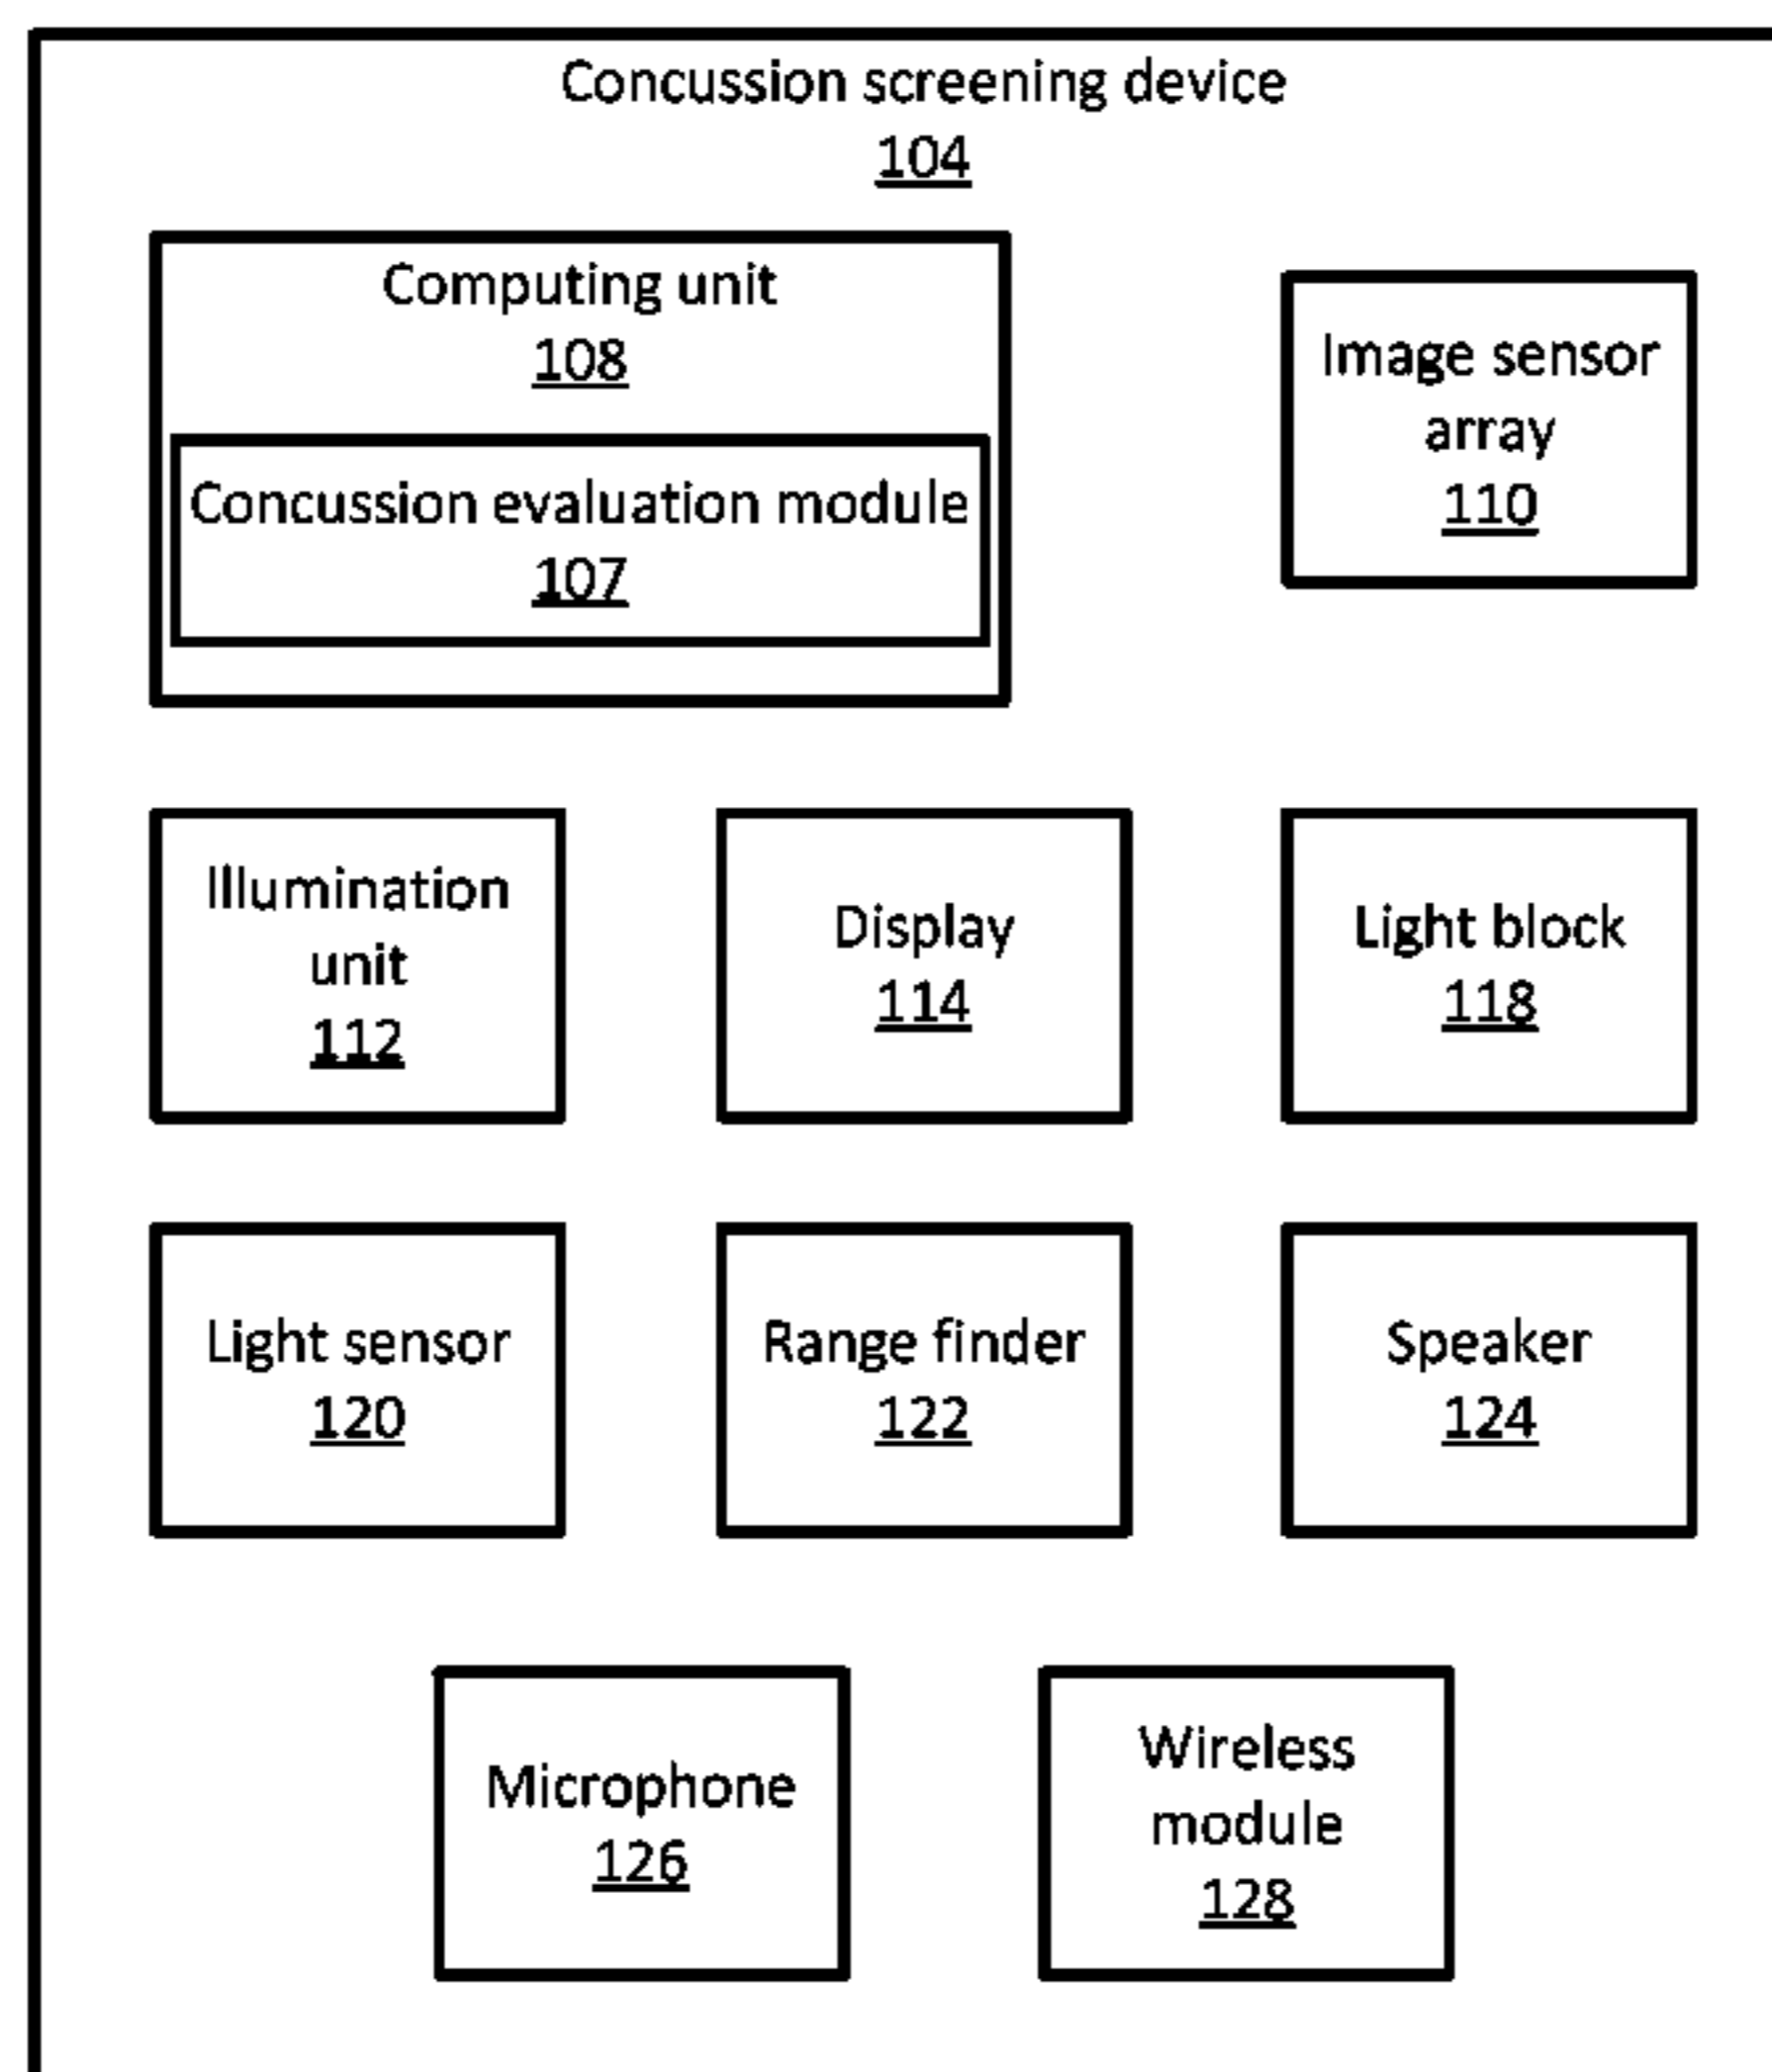 Concussion screening device
104
Computing unit
108
Concussion evaluation module
107
Image sensor
array
110
Illumination
unit
112
Display
114
Light block
118
Light sensor
120
Range finder
122
Speaker
124
Microphone
126
Wireless
module
128